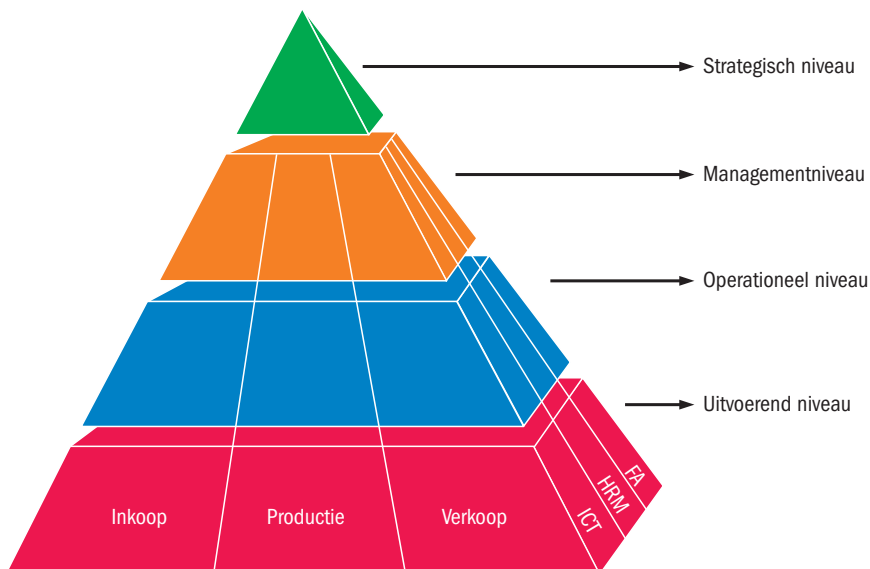 Strategisch niveau
Managementniveau
Operationeel niveau
Uitvoerend niveau
Inkoop
Productie
Verkoop
ICT
HRM
FA